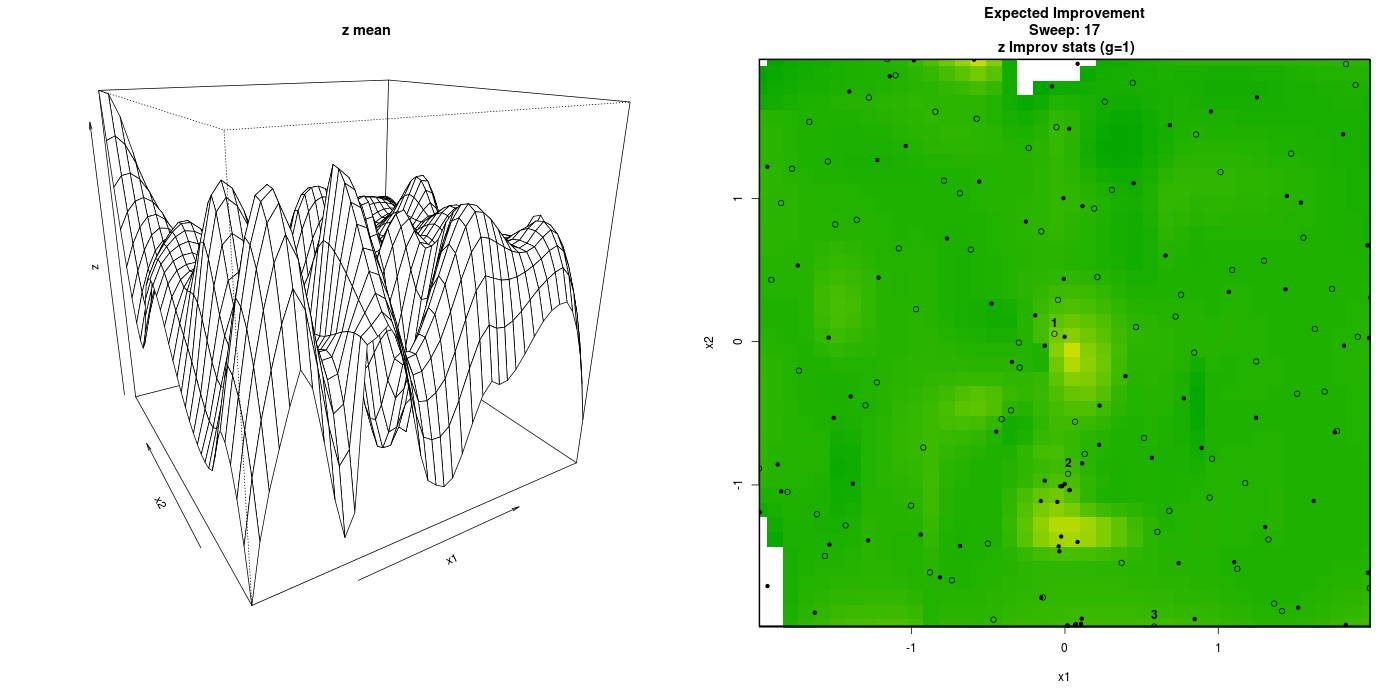 z mean
z
x2
x1
Expected Improvement
Sweep: 17
z Improv stats (g=1)
x2
1
0
-1
1
2
3
-1
0
1
x1